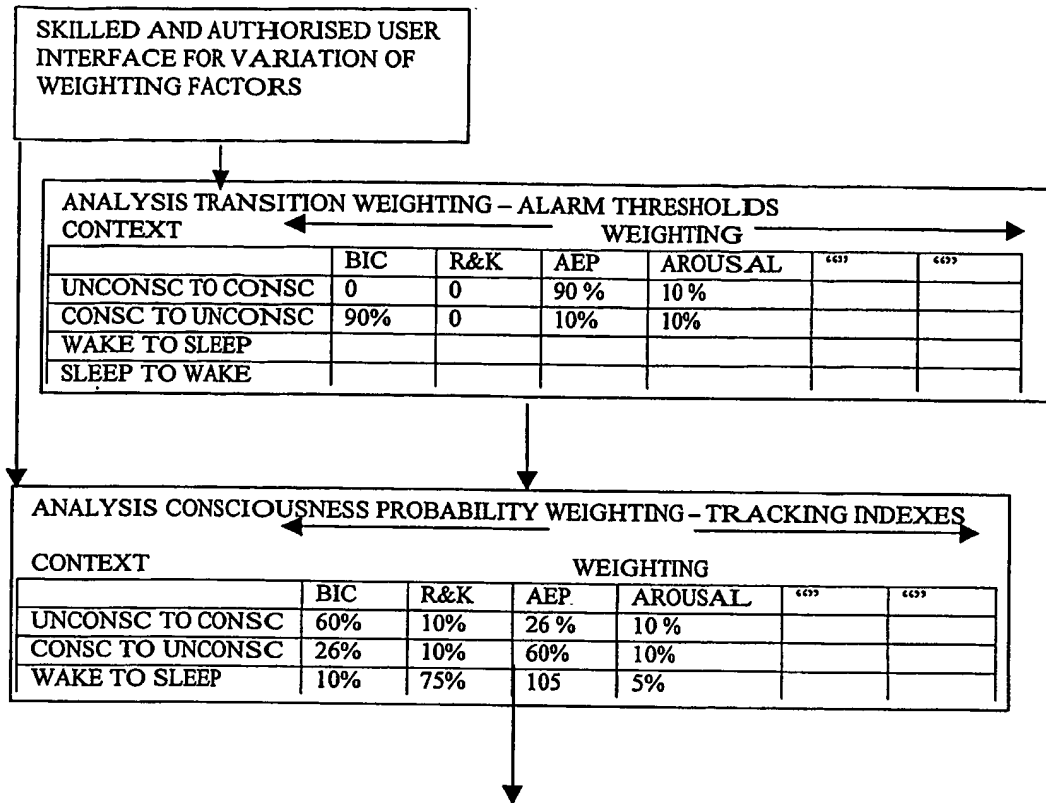 SKILLED AND AUTHORISED USER
INTERFACE FOR VARIATION OF
WEIGHTING FACTORS
ANALYSIS TRANSITION WEIGHTING – ALARM THRESHOLDS
CONTEXT WEIGHTING
BIC R&K AEP AROUSAL “” “”
UNCONSC TO CONSC 0 0 90 % 10 %
CONSC TO UNCONSC 90% 0 10% 10%
WAKE TO SLEEP
SLEEP TO WAKE
ANALYSIS CONSCIOUSNESS PROBABILITY WEIGHTING – TRACKING INDEXES
CONTEXT WEIGHTING
BIC R&K AEP. AROUSAL “” “”
UNCONSC TO CONSC 60% 10% 26 % 10 %
CONSC TO UNCONSC 26% 10% 60% 10%
WAKE TO SLEEP 10% 75% 105 5%